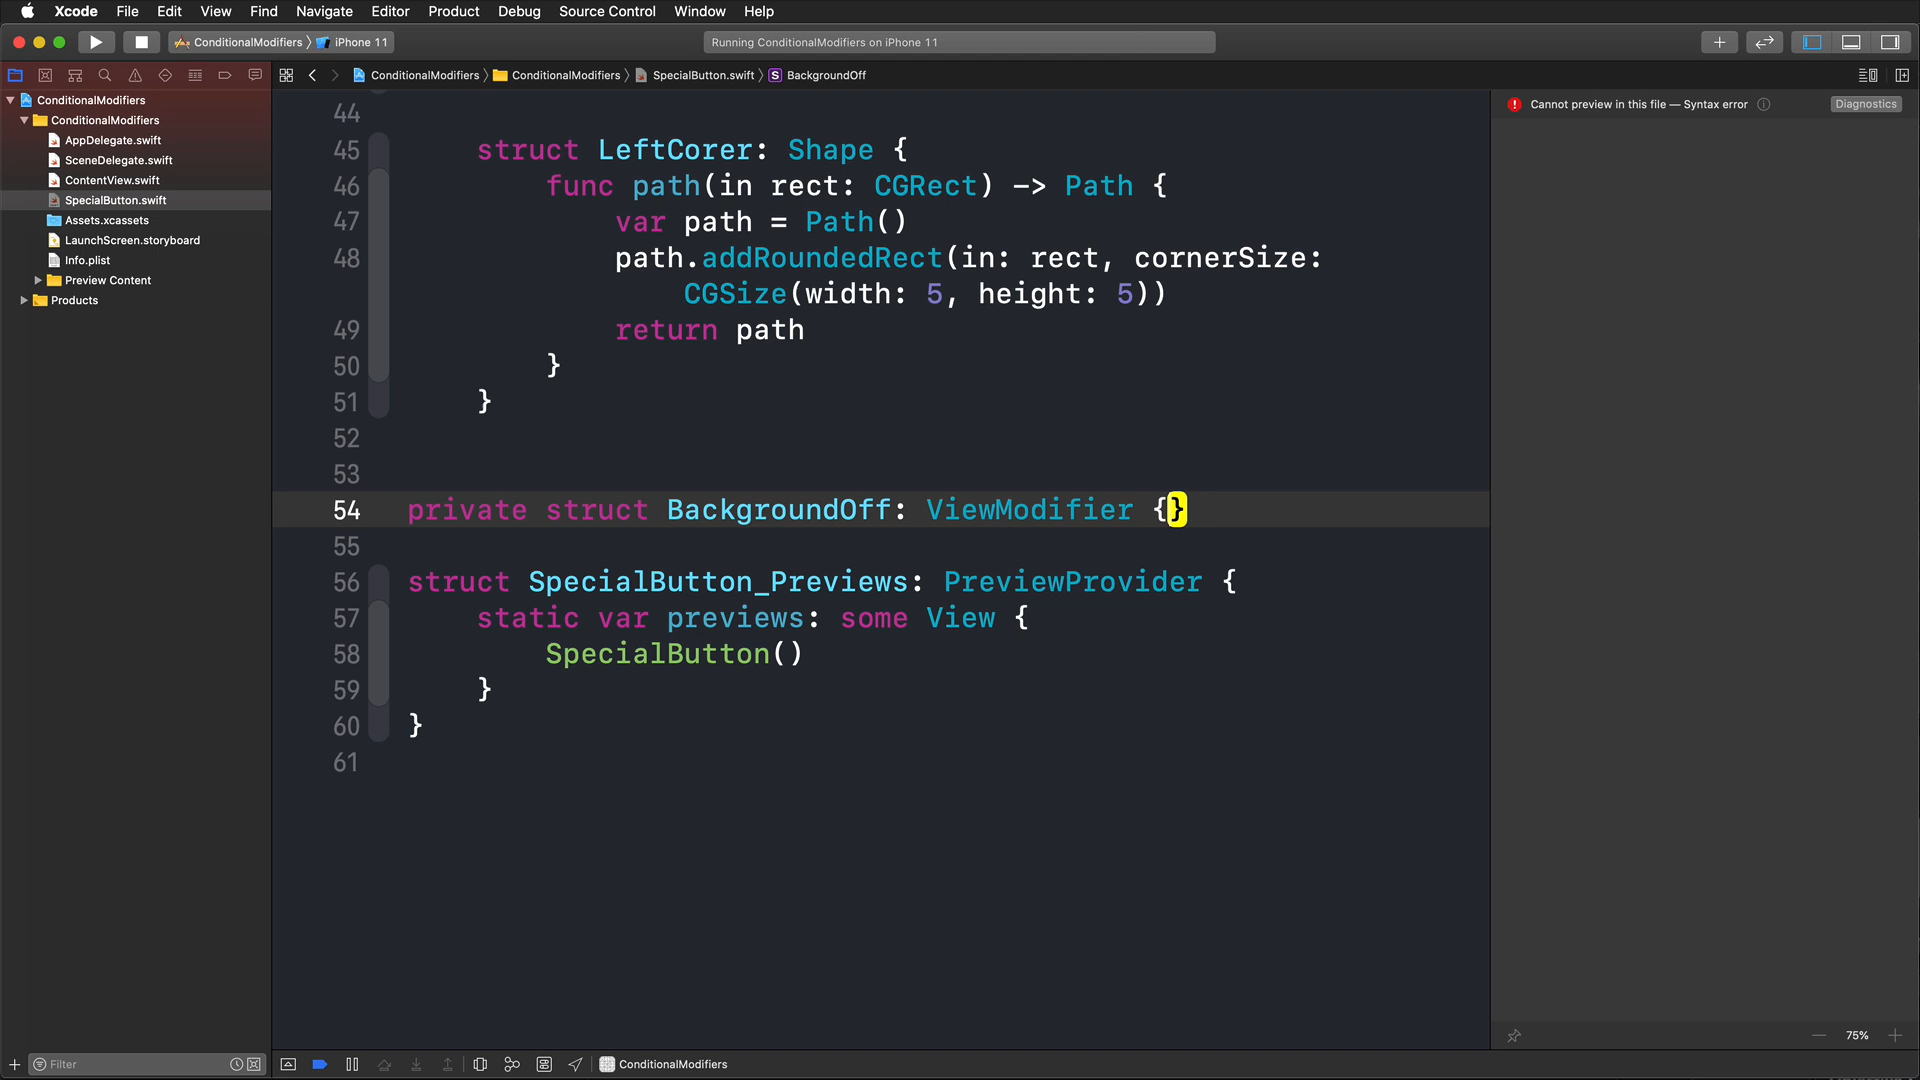 Xcode File Edit View Find Navigate Editor Product Debug Source Control Window Help
ConditionalModifiers iPhone 11 Running ConditionalModifiers on iPhone 11
ConditionalModifiers ConditionalModifiers SpecialButton.swift S BackgroundOff
ConditionalModifiers
ConditionalModifiers
AppDelegate.swift
SceneDelegate.swift
ContentView.swift
SpecialButton.swift
Assets.xcassets
LaunchScreen.storyboard
Info.plist
Preview Content
Products
44
45 struct LeftCorer: Shape {
46 func path(in rect: CGRect) -> Path {
47 var path = Path()
48 path.addRoundedRect(in: rect, cornerSize:
CGSize(width: 5, height: 5))
49 return path
50 }
51 }
52
53
54 private struct BackgroundOff: ViewModifier {}
55
56 struct SpecialButton_Previews: PreviewProvider {
57 static var previews: some View {
58 SpecialButton()
59 }
60 }
61
Cannot preview in this file — Syntax error Diagnostics
75%
Filter
ConditionalModifiers